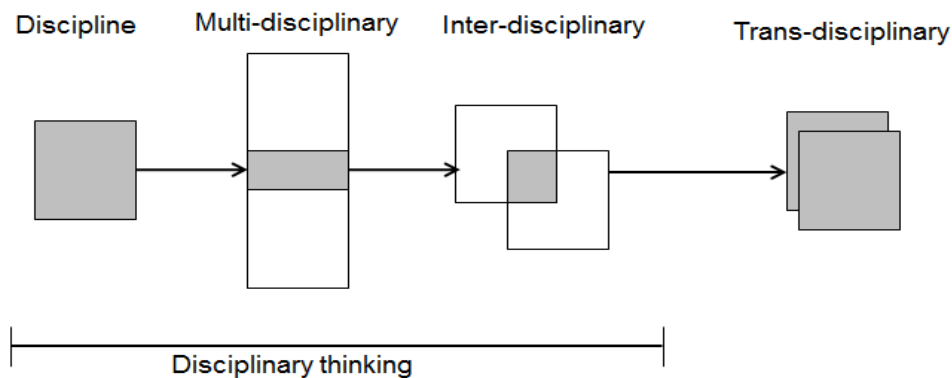 Discipline
Multi-disciplinary
Inter-disciplinary
Trans-disciplinary
Disciplinary thinking